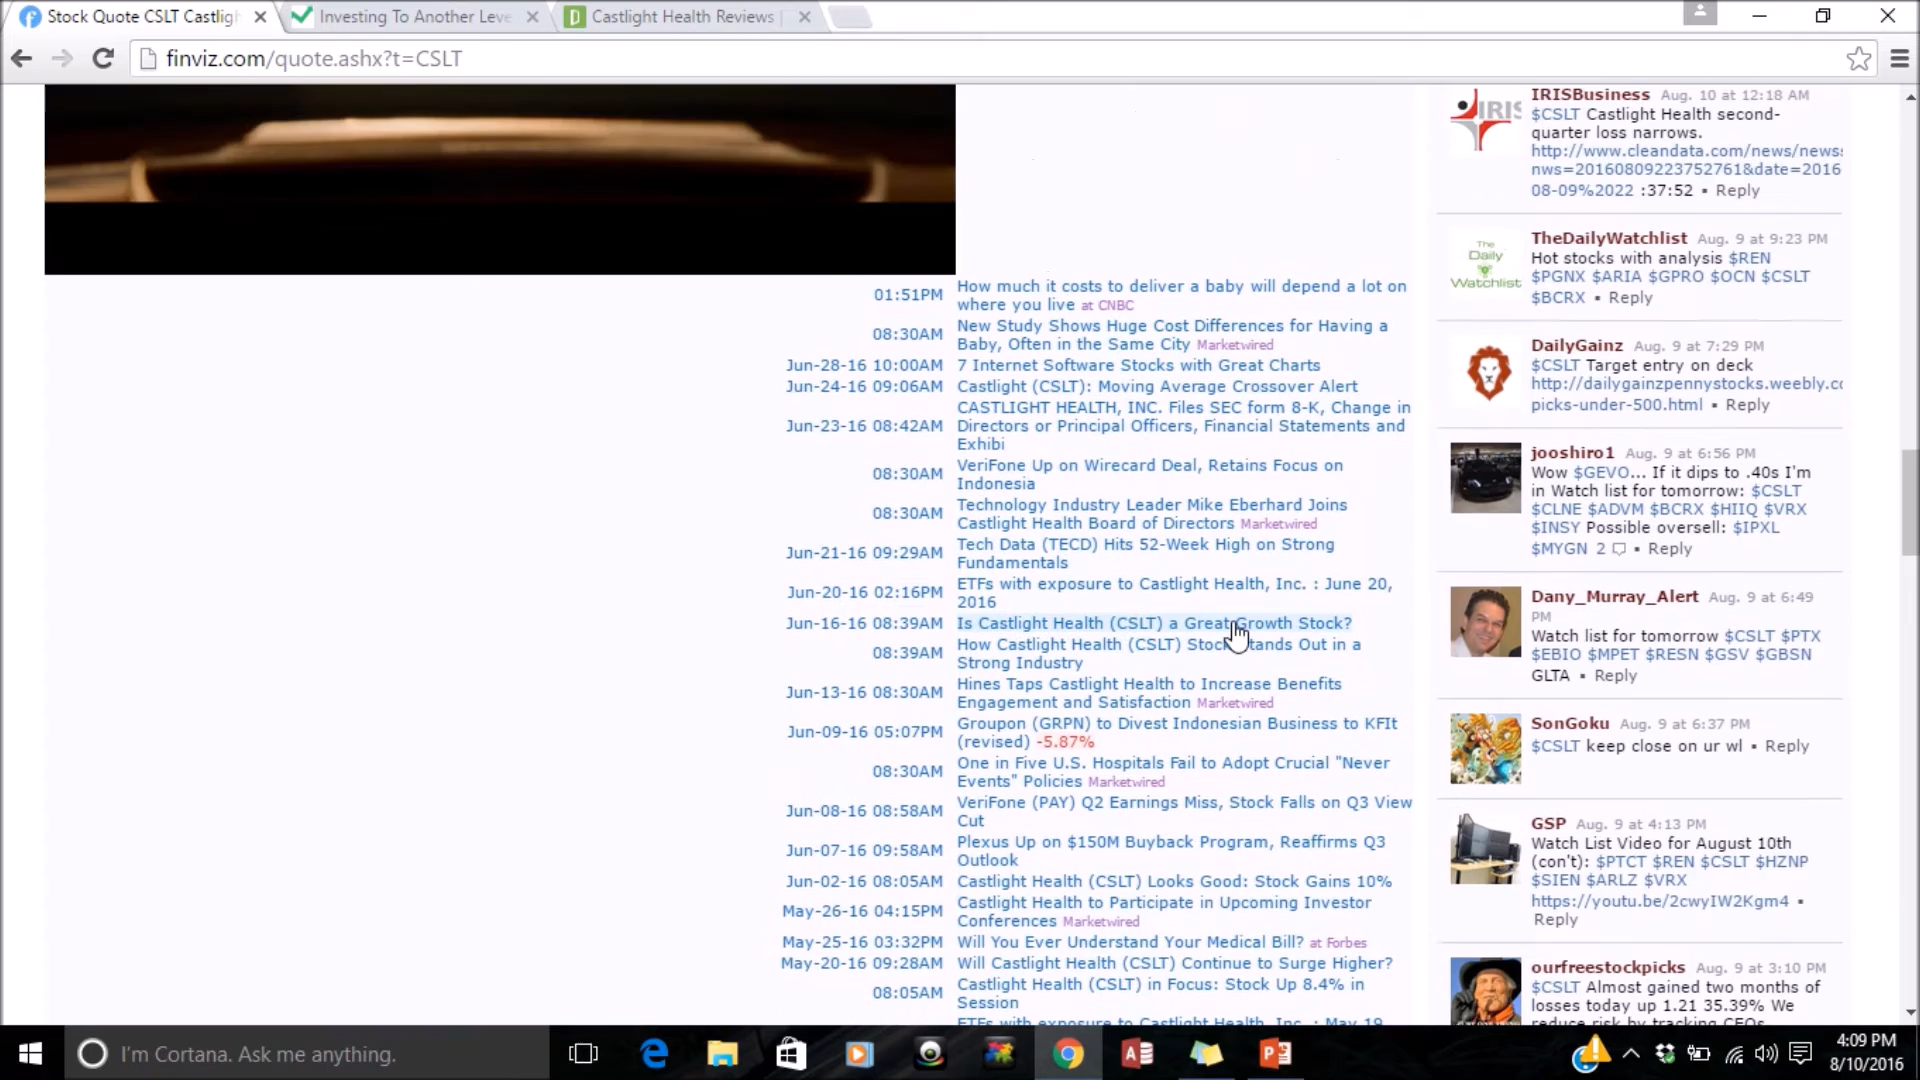 Stock Quote CSLT Castligh
Investing To Another Leve
Castlight Health Reviews
finviz.com/quote.ashx?t=CSLT
01:51PM How much it costs to deliver a baby will depend a lot on
where you live at CNBC
08:30AM New Study Shows Huge Cost Differences for Having a
Baby, Often in the Same City Marketwired
Jun-28-16 10:00AM 7 Internet Software Stocks with Great Charts
Jun-24-16 09:06AM Castlight (CSLT): Moving Average Crossover Alert
CASTLIGHT HEALTH, INC. Files SEC form 8-K, Change in
Jun-23-16 08:42AM Directors or Principal Officers, Financial Statements and
Exhibi
08:30AM VeriFone Up on Wirecard Deal, Retains Focus on
Indonesia
08:30AM Technology Industry Leader Mike Eberhard Joins
Castlight Health Board of Directors Marketwired
Jun-21-16 09:29AM Tech Data (TECD) Hits 52-Week High on Strong
Fundamentals
Jun-20-16 02:16PM ETFs with exposure to Castlight Health, Inc. : June 20,
2016
Jun-16-16 08:39AM Is Castlight Health (CSLT) a Great Growth Stock?
08:39AM How Castlight Health (CSLT) Stock Stands Out in a
Strong Industry
Jun-13-16 08:30AM Hines Taps Castlight Health to Increase Benefits
Engagement and Satisfaction Marketwired
Jun-09-16 05:07PM Groupon (GRPN) to Divest Indonesian Business to KFIt
(revised) -5.87%
08:30AM One in Five U.S. Hospitals Fail to Adopt Crucial "Never
Events" Policies Marketwired
Jun-08-16 08:58AM VeriFone (PAY) Q2 Earnings Miss, Stock Falls on Q3 View
Cut
Jun-07-16 09:58AM Plexus Up on $150M Buyback Program, Reaffirms Q3
Outlook
Jun-02-16 08:05AM Castlight Health (CSLT) Looks Good: Stock Gains 10%
May-26-16 04:15PM Castlight Health to Participate in Upcoming Investor
Conferences Marketwired
May-25-16 03:32PM Will You Ever Understand Your Medical Bill? at Forbes
May-20-16 09:28AM Will Castlight Health (CSLT) Continue to Surge Higher?
08:05AM Castlight Health (CSLT) in Focus: Stock Up 8.4% in
Session
ETFs with exposure to Castlight Health, Inc. : May 19,
IRIS
IRISBusiness Aug. 10 at 12:18 AM
$CSLT Castlight Health second-
quarter loss narrows.
http://www.cleandata.com/news/news
nws=20160809223752761&date=2016
08-09%2022 :37:52 ▪ Reply
The
Daily
Watchlist
TheDailyWatchlist Aug. 9 at 9:23 PM
Hot stocks with analysis $REN
$PGNX $ARIA $GPRO $OCN $CSLT
$BCRX ▪ Reply
DailyGainz Aug. 9 at 7:29 PM
$CSLT Target entry on deck
http://dailygainzpennystocks.weebly.co
picks-under-500.html ▪ Reply
jooshiro1 Aug. 9 at 6:56 PM
Wow $GEVO... If it dips to .40s I'm
in Watch list for tomorrow: $CSLT
$CLNE $ADVM $BCRX $HIIQ $VRX
$INSY Possible oversell: $IPXL
$MYGN 2 ▪ Reply
Dany_Murray_Alert Aug. 9 at 6:49
PM
Watch list for tomorrow $CSLT $PTX
$EBIO $MPET $RESN $GSV $GBSN
GLTA ▪ Reply
SonGoku Aug. 9 at 6:37 PM
$CSLT keep close on ur wl ▪ Reply
GSP Aug. 9 at 4:13 PM
Watch List Video for August 10th
(con't): $PTCT $REN $CSLT $HZNP
$SIEN $ARLZ $VRX
https://youtu.be/2cwyIW2Kgm4 ▪
Reply
ourfreestockpicks Aug. 9 at 3:10 PM
$CSLT Almost gained two months of
losses today up 1.21 35.39% We
reduce risk by tracking CEOs
I'm Cortana. Ask me anything.
4:09 PM
8/10/2016